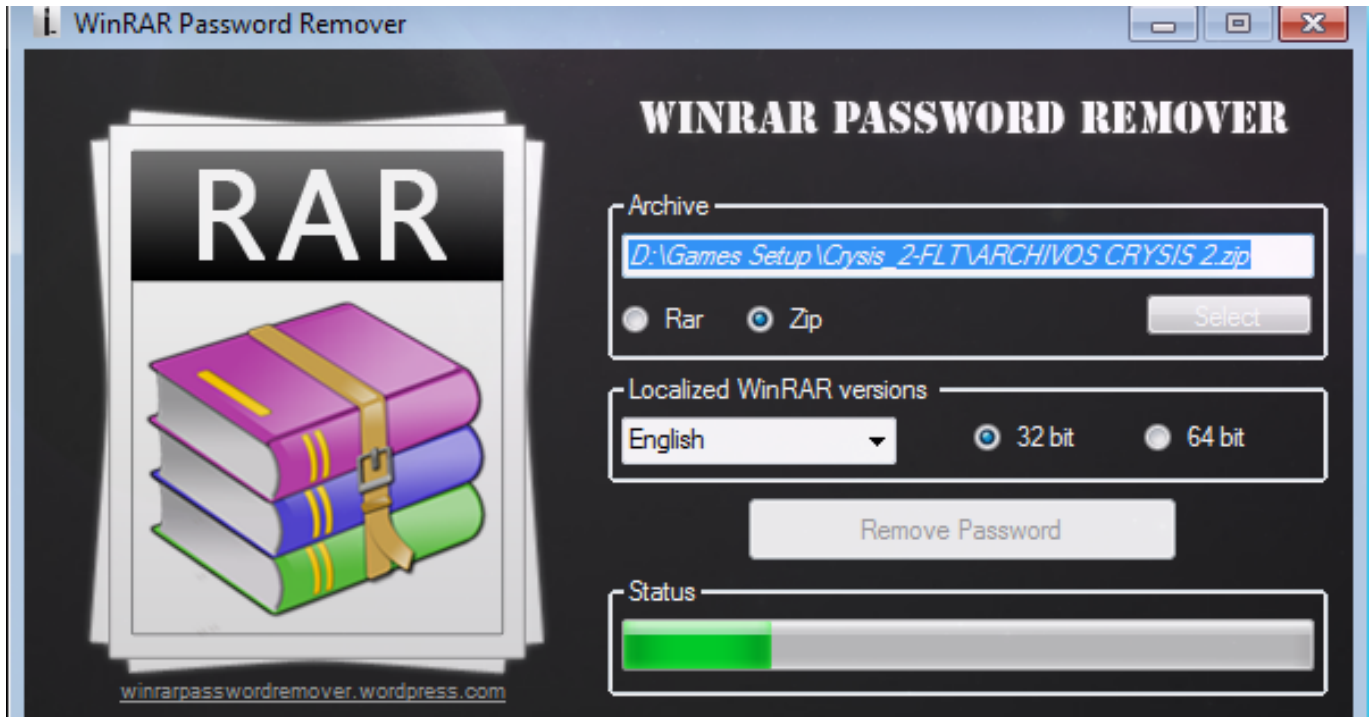 WinRAR Password Remover
RAR
winrarpasswordremover.wordpress.com
WINRAR PASSWORD REMOVER
Archive
D:\Games Setup\Crysis_2-FLT\ARCHIVOS CRYSIS 2.zip
Rar Zip Select
Localized WinRAR versions
English 32 bit 64 bit
Remove Password
Status